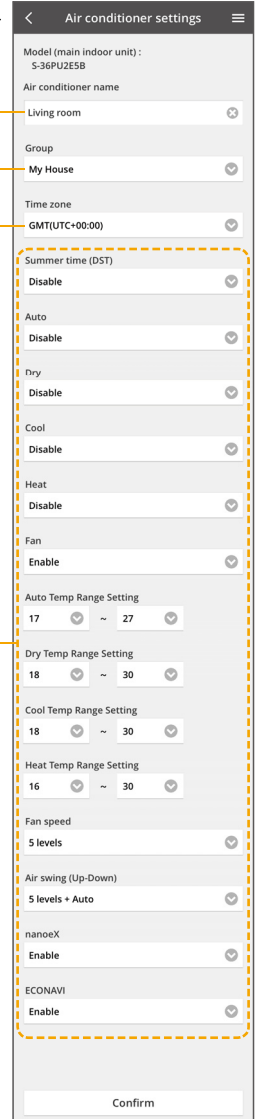 Air conditioner settings
Model (main indoor unit) :
S-36PU2E5B
Air conditioner name
Living room
Group
My House
Time zone
GMT(UTC+00:00)
Summer time (DST)
Disable
Auto
Disable
Dry
Disable
Cool
Disable
Heat
Disable
Fan
Enable
Auto Temp Range Setting
17 ~ 27
Dry Temp Range Setting
18 ~ 30
Cool Temp Range Setting
18 ~ 30
Heat Temp Range Setting
16 ~ 30
Fan speed
5 levels
Air swing (Up-Down)
5 levels + Auto
nanoeX
Enable
ECONAVI
Enable
Confirm